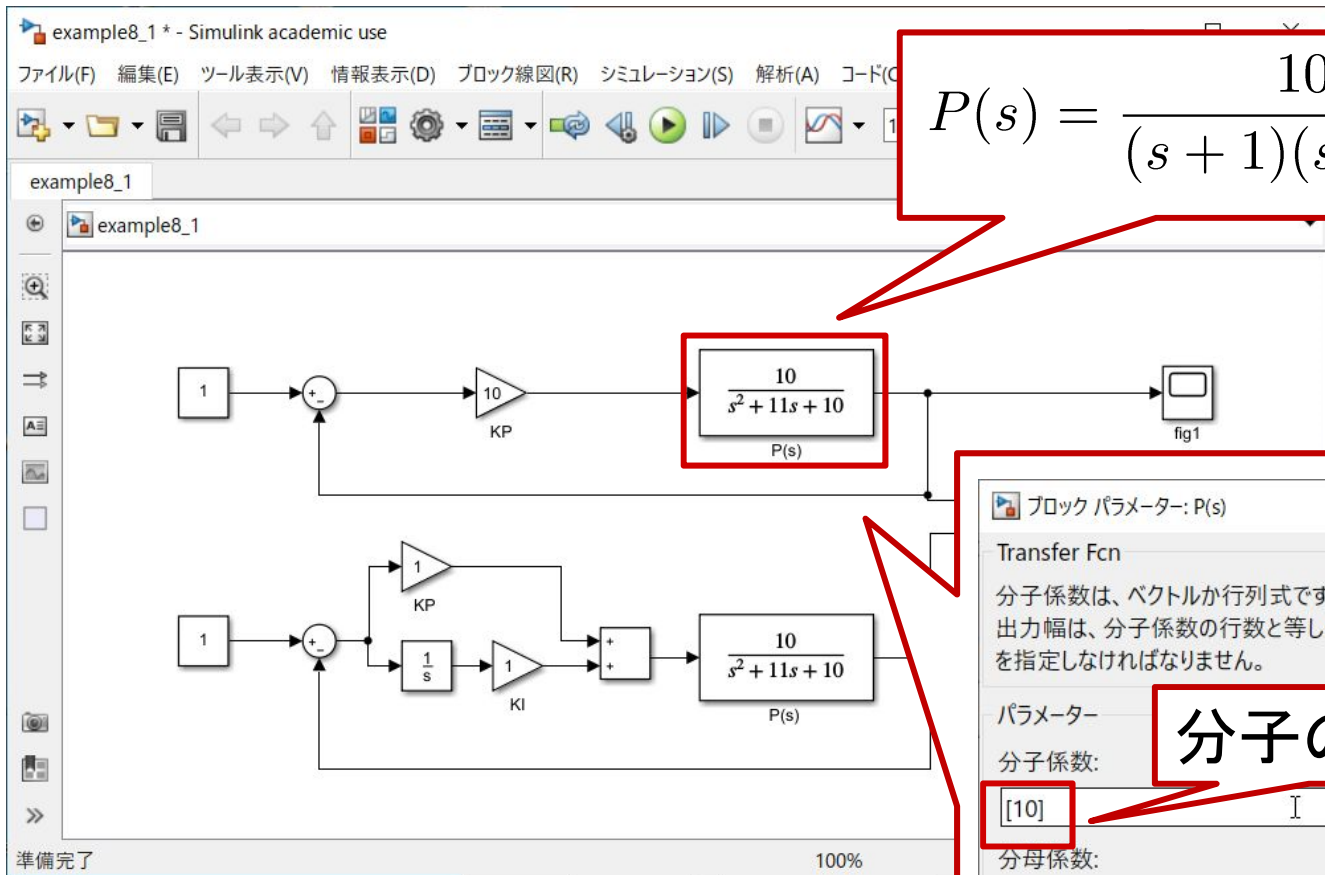 example8_1 * - Simulink academic use
ファイル(F) 編集(E) ツール表示(V) 情報表示(D) ブロック線図(R) シミュレーション(S) 解析(A) コード(C
P(s) = 10 / (s + 1)(s
example8_1
example8_1
1
+
-
10
KP
10
s² + 11s + 10
P(s)
fig1
1
+
-
1
KP
1
s
1
KI
+
+
10
s² + 11s + 10
P(s)
ブロック パラメーター: P(s)
Transfer Fcn
分子係数は、ベクトルか行列式です
出力幅は、分子係数の行数と等し
を指定しなければなりません。
パラメーター
分子の
分子係数:
[10]
分母係数:
準備完了
100%